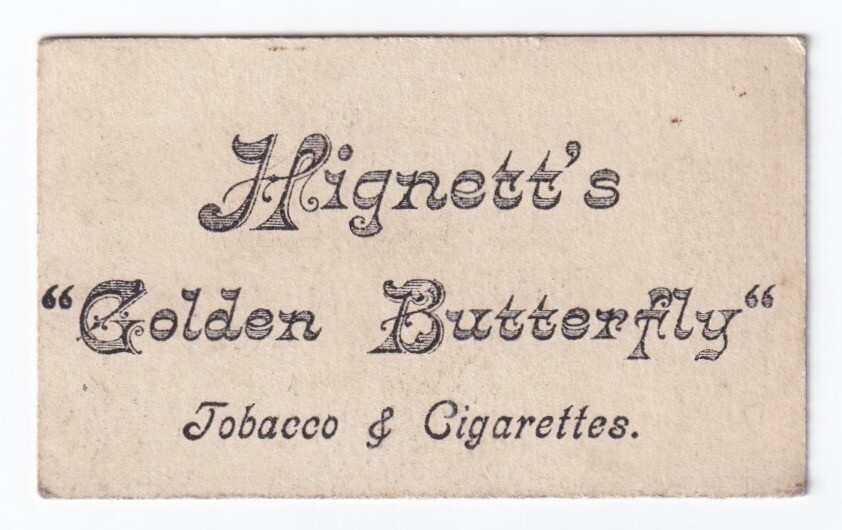 Hignett's
“Golden Butterfly“
Tobacco & Cigarettes.